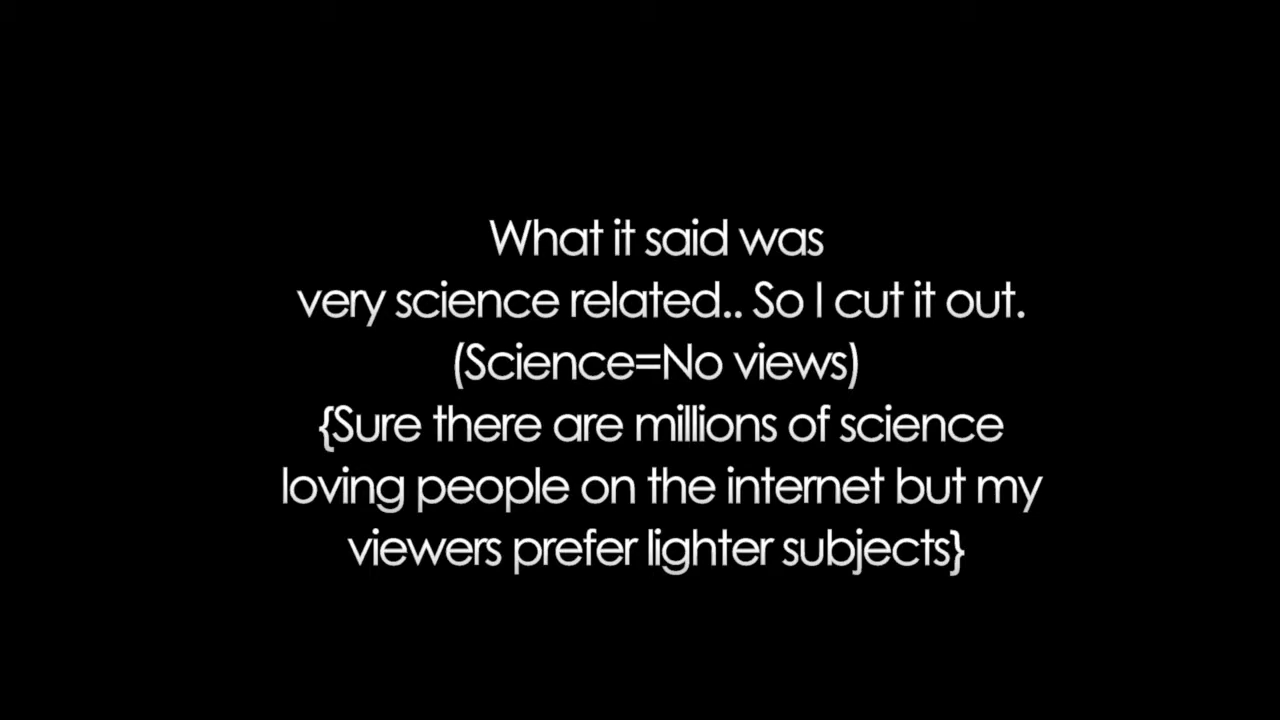 What it said was
very science related.. So I cut it out.
(Science=No views)
{Sure there are millions of science
loving people on the internet but my
viewers prefer lighter subjects}